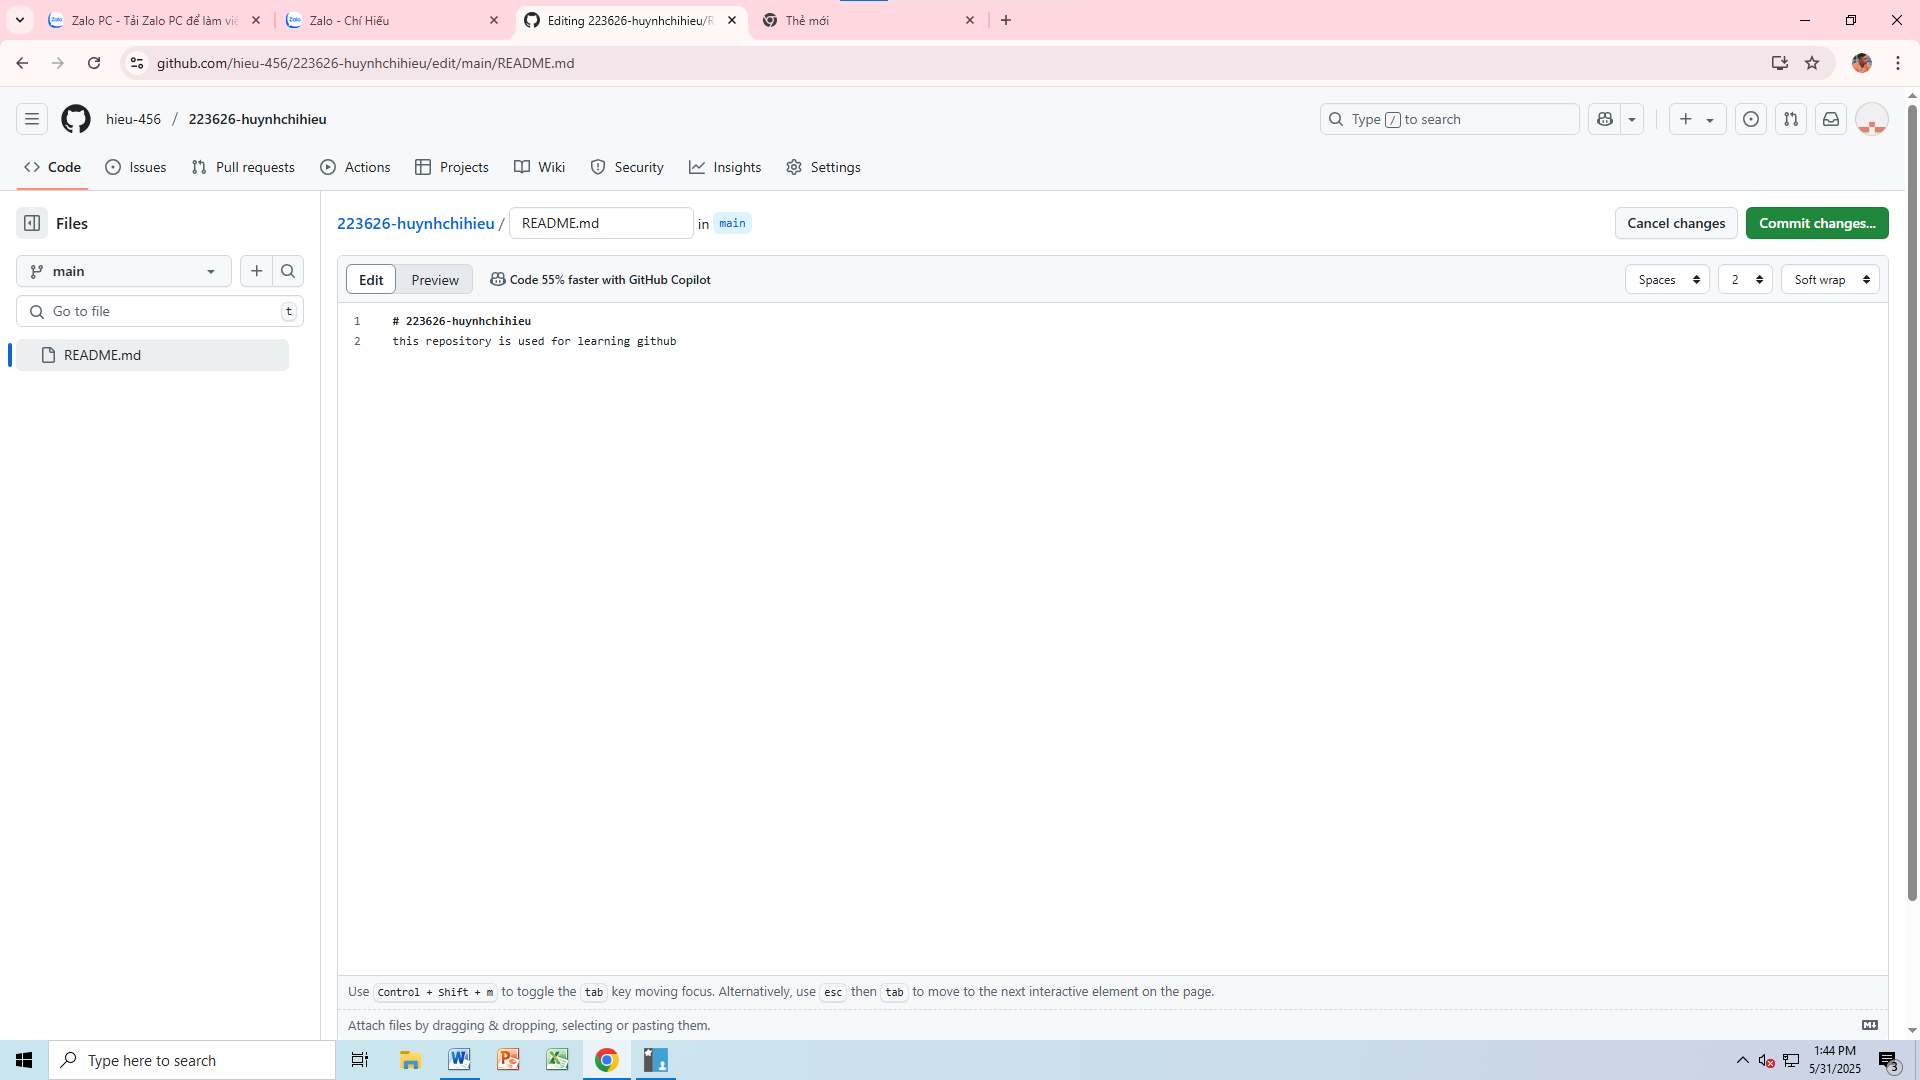 Zalo PC - Tải Zalo PC để làm việ
Zalo - Chí Hiếu
Editing 223626-huynhchihieu/R
Thẻ mới
github.com/hieu-456/223626-huynhchihieu/edit/main/README.md
hieu-456 / 223626-huynhchihieu
Type / to search
Code
Issues
Pull requests
Actions
Projects
Wiki
Security
Insights
Settings
Files
223626-huynhchihieu / README.md in main
Cancel changes
Commit changes...
main
Go to file
t
README.md
Edit
Preview
Code 55% faster with GitHub Copilot
Spaces
2
Soft wrap
1 # 223626-huynhchihieu
2 this repository is used for learning github
Use Control + Shift + m to toggle the tab key moving focus. Alternatively, use esc then tab to move to the next interactive element on the page.
Attach files by dragging & dropping, selecting or pasting them.
Type here to search
1:44 PM
5/31/2025
3